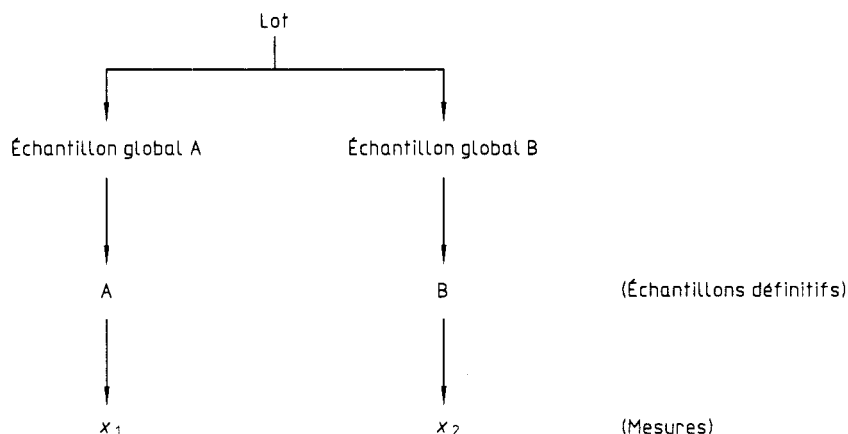 Lot
Échantillon global A Échantillon global B
A B (Échantillons définitifs)
x₁ x₂ (Mesures)